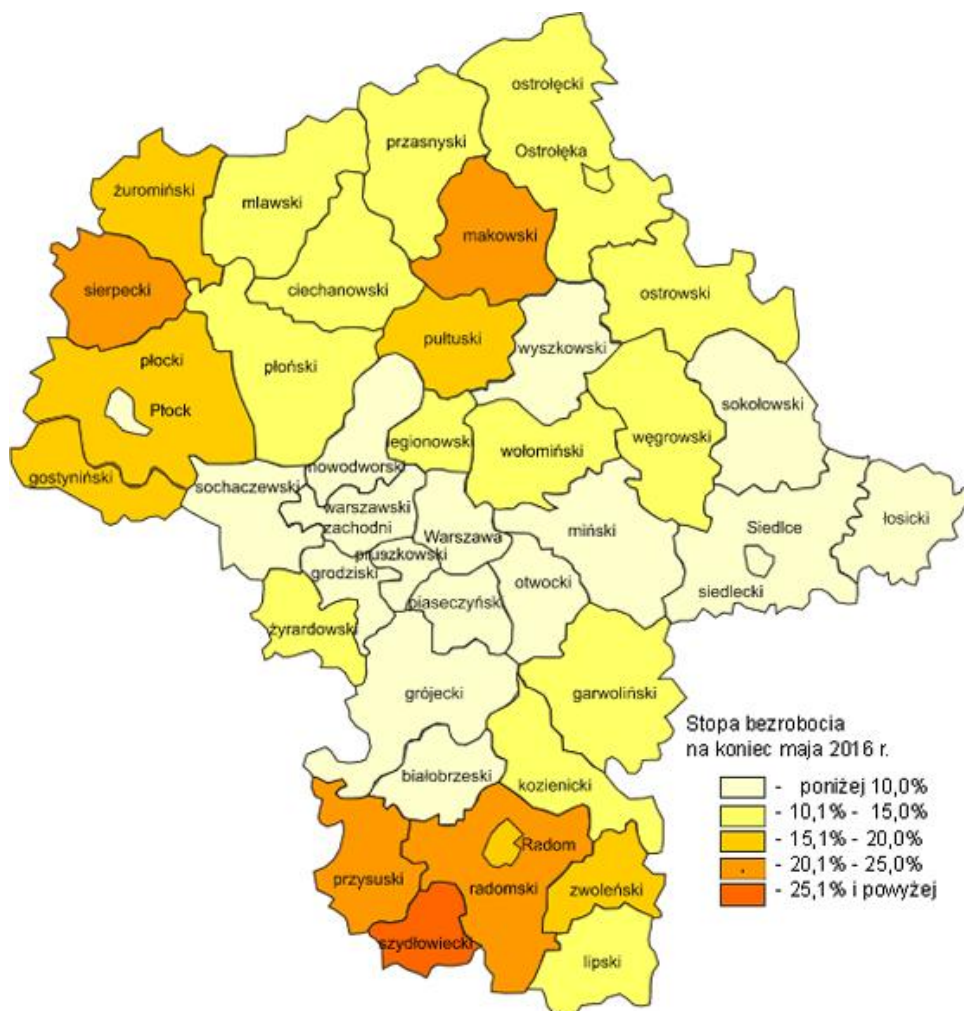 ostrołęcki
Ostrołęka
przasnyski
żuromiński
mlawski
makowski
sierpecki
ciechanowski
ostrowski
płocki
płoński
pułtuski
wyszkowski
Płock
sokołowski
legionowski
wołomiński
węgrowski
gostyniński
nowodworski
sochaczewski
warszawski
zachodni
Warszawa
miński
Siedlce
łosicki
pruszkowski
grodziski
otwocki
siedlecki
piaseczyński
żyrardowski
grójecki
garwoliński
białobrzeski
kozienicki
Radom
przysuski
radomski
zwoleński
szydłowiecki
lipski
Stopa bezrobocia
na koniec maja 2016 r.
- poniżej 10,0%
- 10,1% - 15,0%
- 15,1% - 20,0%
- 20,1% - 25,0%
- 25,1% i powyżej